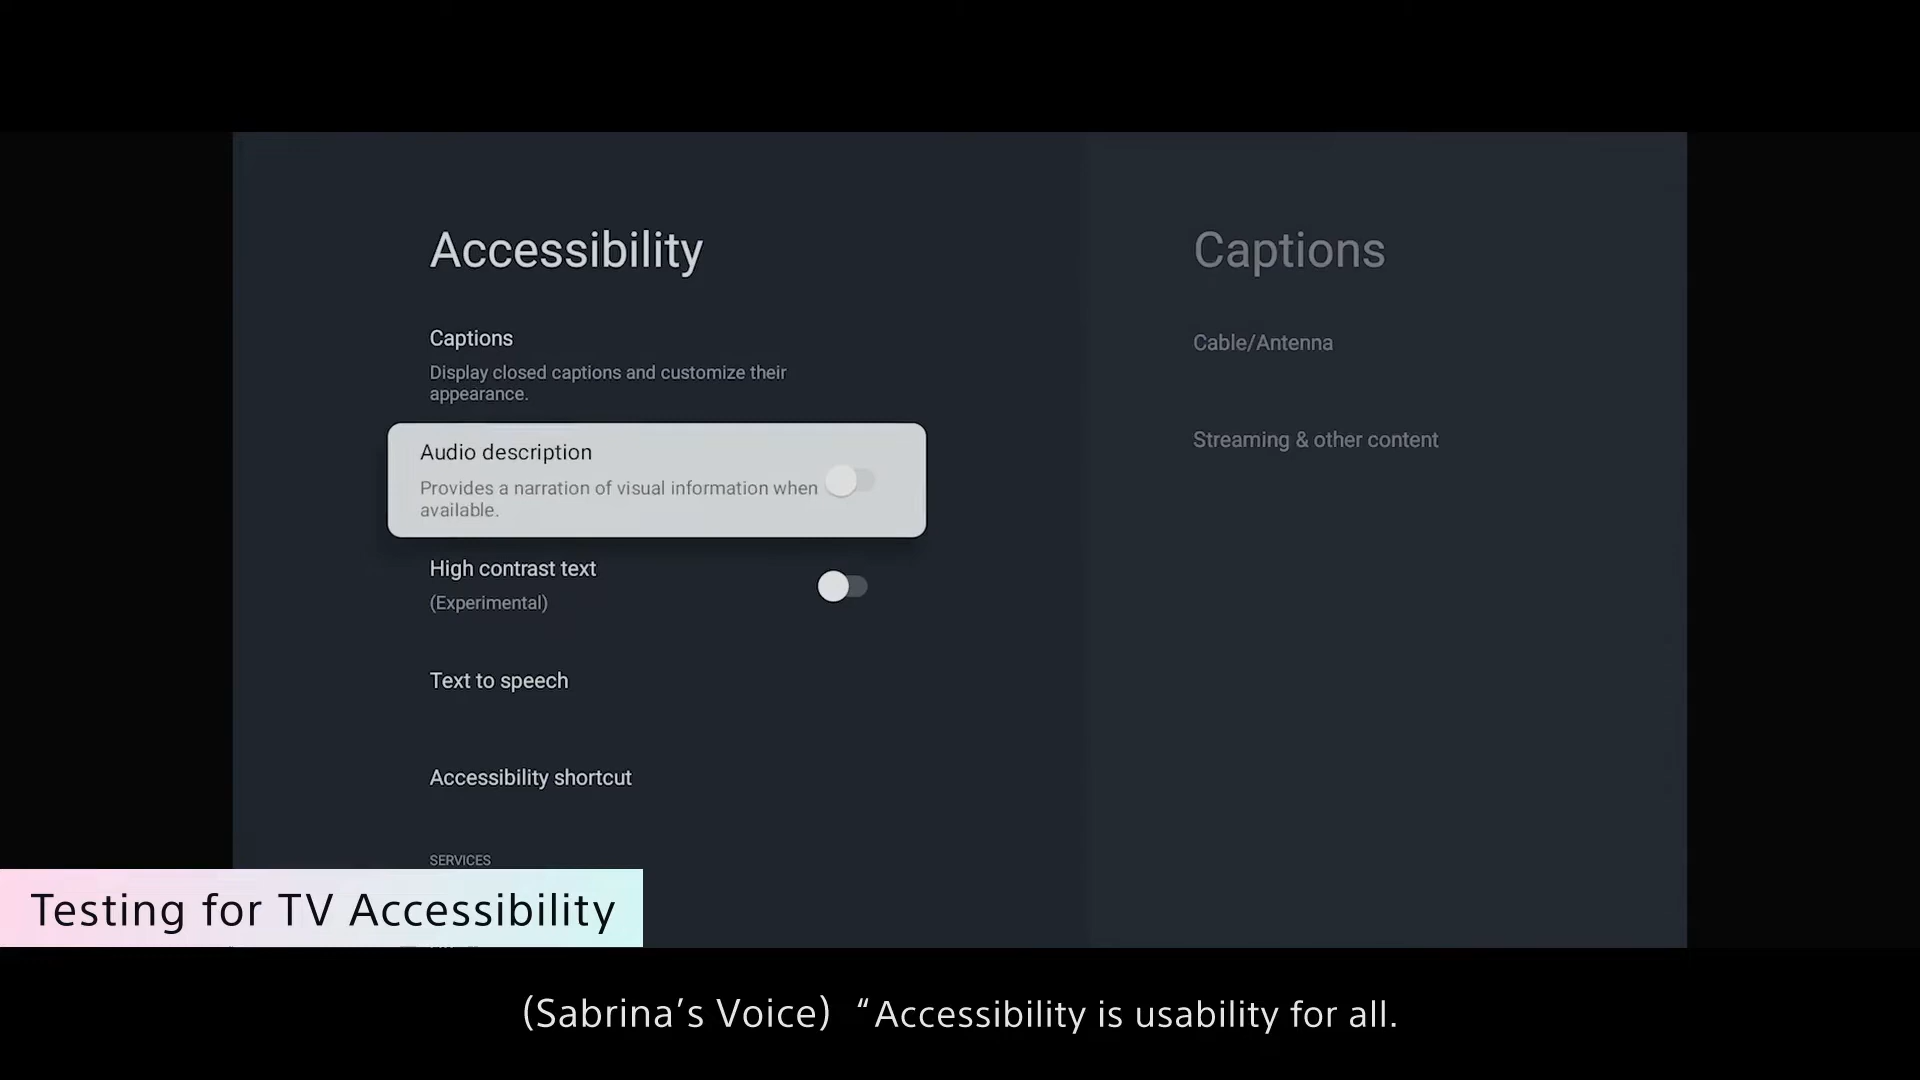 Accessibility
Captions
Display closed captions and customize their
appearance.
Audio description
Provides a narration of visual information when
available.
High contrast text
(Experimental)
Text to speech
Accessibility shortcut
SERVICES
Captions
Cable/Antenna
Streaming & other content
Testing for TV Accessibility
(Sabrina’s Voice) “Accessibility is usability for all.